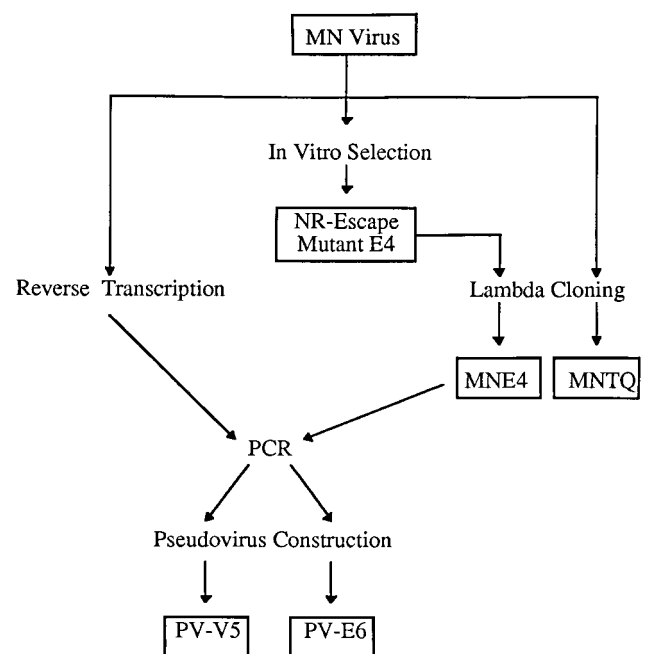 MN Virus
In Vitro Selection
NR-Escape
Mutant E4
Reverse Transcription
Lambda Cloning
MNE4
MNTQ
PCR
Pseudovirus Construction
PV-V5
PV-E6